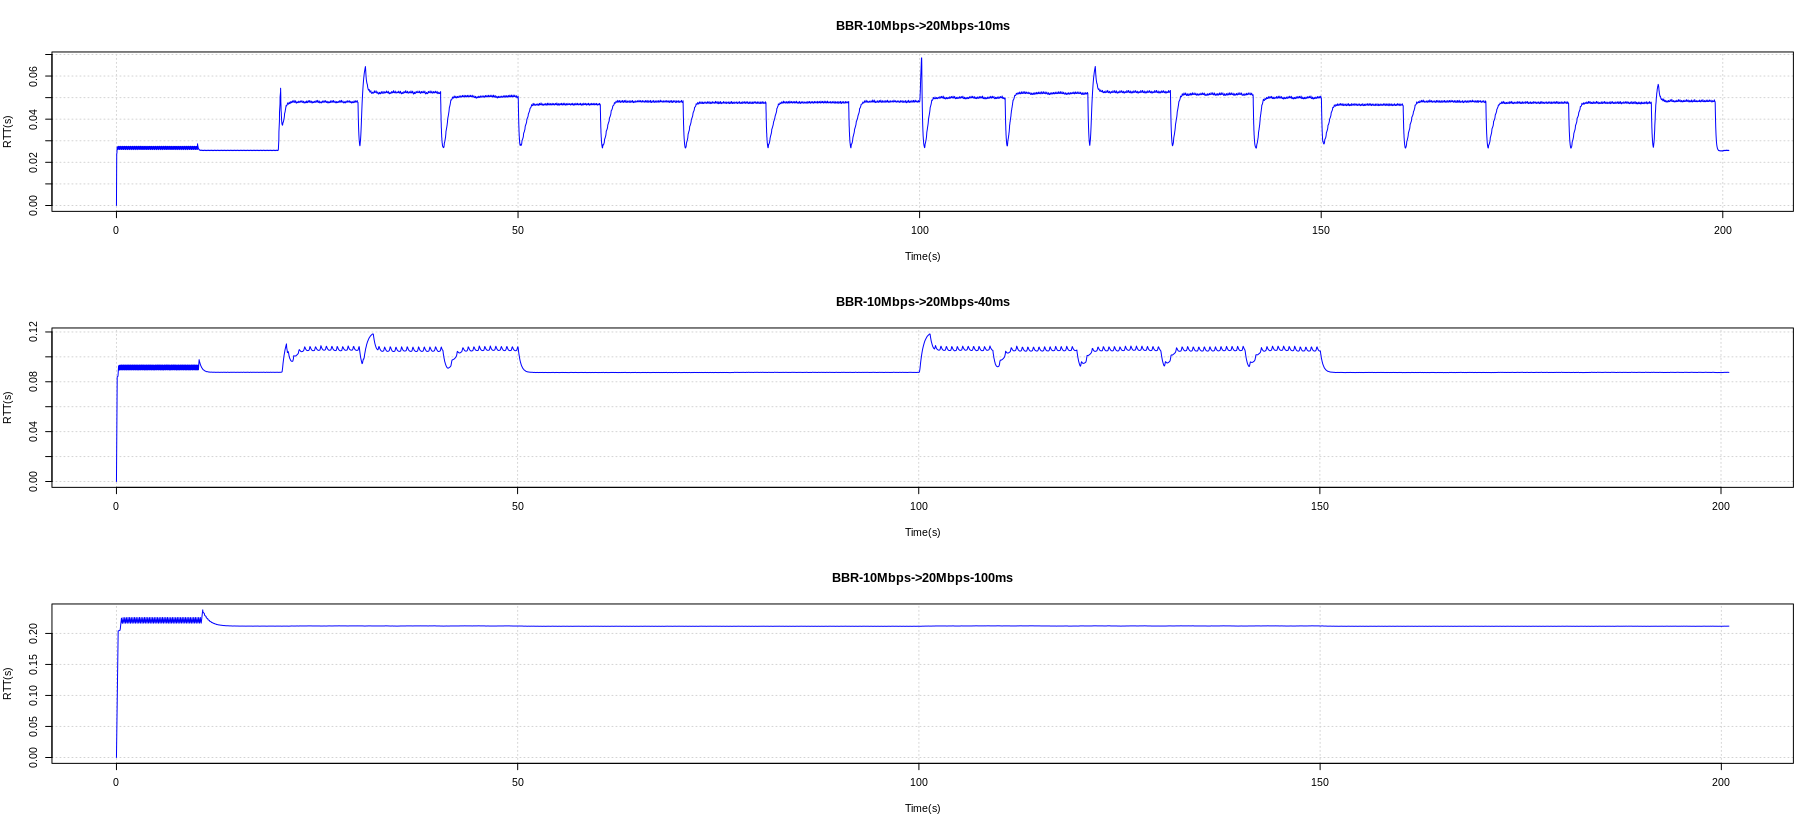 BBR-10Mbps->20Mbps-10ms
RTT(s)
0.00 0.02 0.04 0.06
0 50 100 150 200
Time(s)
BBR-10Mbps->20Mbps-40ms
RTT(s)
0.00 0.04 0.08 0.12
0 50 100 150 200
Time(s)
BBR-10Mbps->20Mbps-100ms
RTT(s)
0.00 0.05 0.10 0.15 0.20
0 50 100 150 200
Time(s)